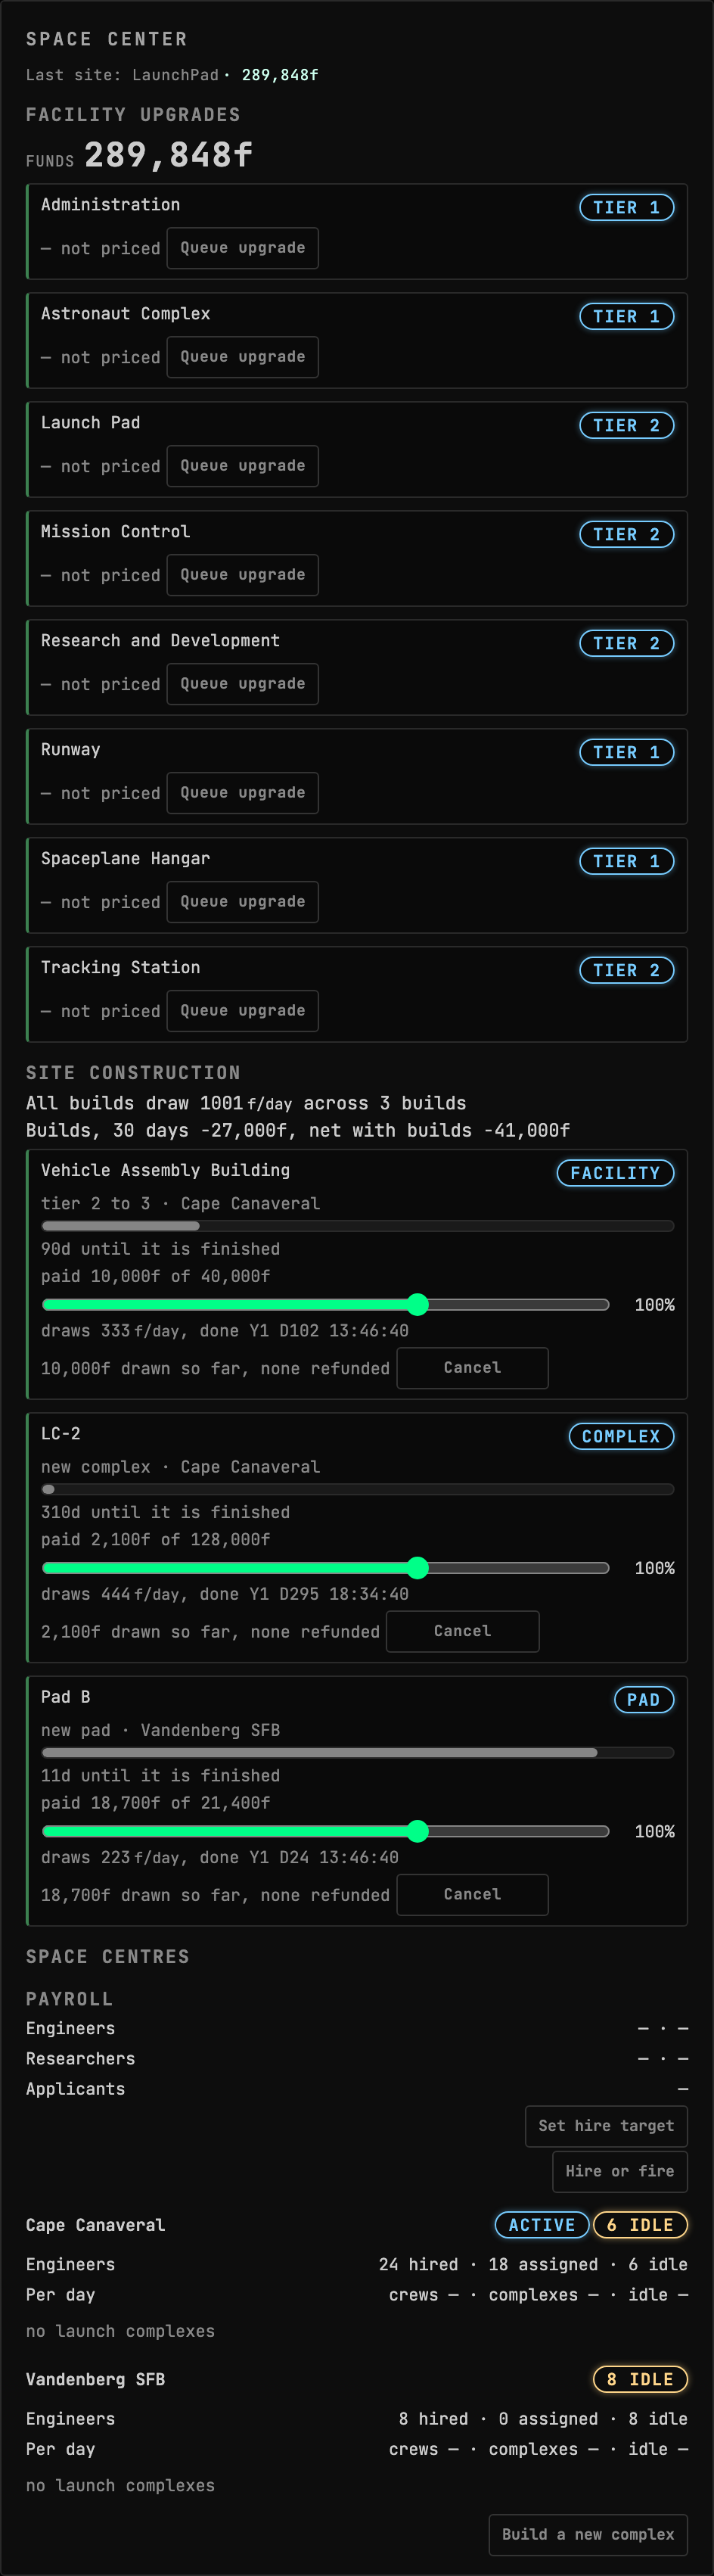 SPACE CENTER
Last site: LaunchPad · 289,848f
FACILITY UPGRADES
FUNDS 289,848f
Administration TIER 1
— not priced Queue upgrade
Astronaut Complex TIER 1
— not priced Queue upgrade
Launch Pad TIER 2
— not priced Queue upgrade
Mission Control TIER 2
— not priced Queue upgrade
Research and Development TIER 2
— not priced Queue upgrade
Runway TIER 1
— not priced Queue upgrade
Spaceplane Hangar TIER 1
— not priced Queue upgrade
Tracking Station TIER 2
— not priced Queue upgrade
SITE CONSTRUCTION
All builds draw 1001 f/day across 3 builds
Builds, 30 days -27,000f, net with builds -41,000f
Vehicle Assembly Building FACILITY
tier 2 to 3 · Cape Canaveral
90d until it is finished
paid 10,000f of 40,000f
100%
draws 333 f/day, done Y1 D102 13:46:40
10,000f drawn so far, none refunded Cancel
LC-2 COMPLEX
new complex · Cape Canaveral
310d until it is finished
paid 2,100f of 128,000f
100%
draws 444 f/day, done Y1 D295 18:34:40
2,100f drawn so far, none refunded Cancel
Pad B PAD
new pad · Vandenberg SFB
11d until it is finished
paid 18,700f of 21,400f
100%
draws 223 f/day, done Y1 D24 13:46:40
18,700f drawn so far, none refunded Cancel
SPACE CENTRES
PAYROLL
Engineers — · —
Researchers — · —
Applicants —
Set hire target
Hire or fire
Cape Canaveral ACTIVE 6 IDLE
Engineers 24 hired · 18 assigned · 6 idle
Per day crews — · complexes — · idle —
no launch complexes
Vandenberg SFB 8 IDLE
Engineers 8 hired · 0 assigned · 8 idle
Per day crews — · complexes — · idle —
no launch complexes
Build a new complex